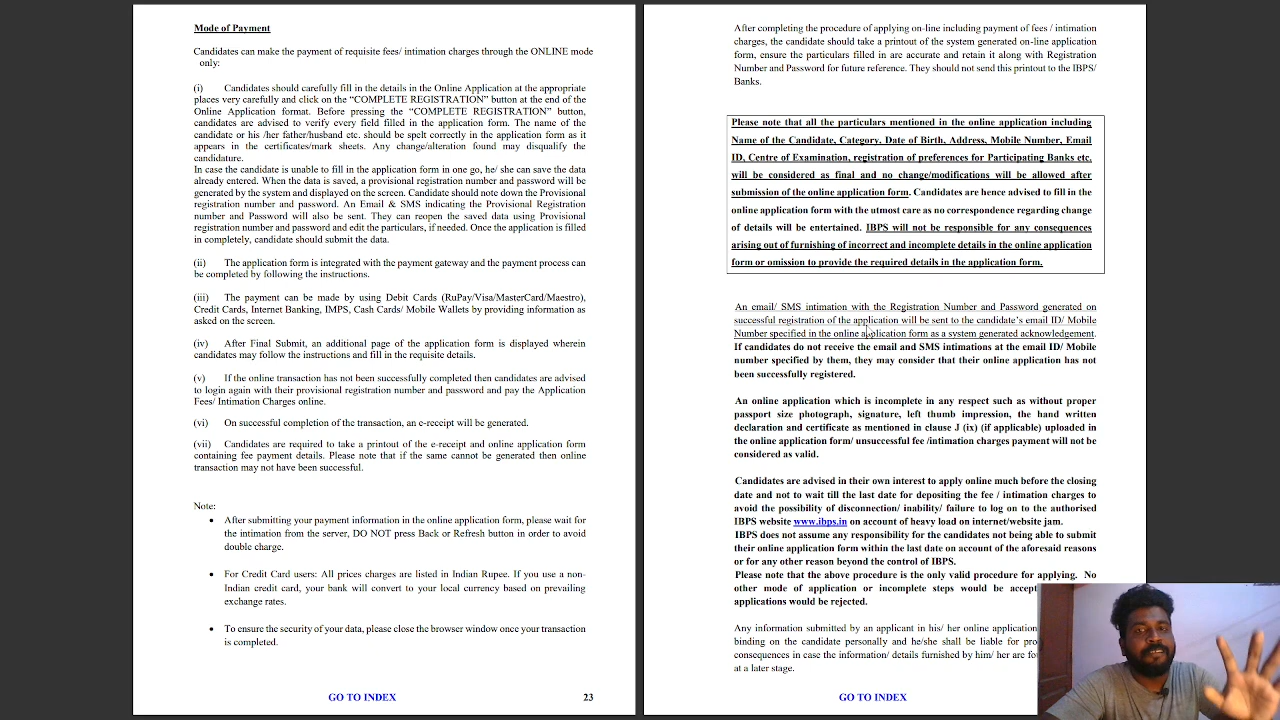 Mode of Payment
Candidates can make the payment of requisite fees/ intimation charges through the ONLINE mode
only:
(i) Candidates should carefully fill in the details in the Online Application at the appropriate
places very carefully and click on the “COMPLETE REGISTRATION” button at the end of the
Online Application format. Before pressing the “COMPLETE REGISTRATION” button,
candidates are advised to verify every field filled in the application form. The name of the
candidate or his /her father/husband etc. should be spelt correctly in the application form as it
appears in the certificates/mark sheets. Any change/alteration found may disqualify the
candidature.
In case the candidate is unable to fill in the application form in one go, he/ she can save the data
already entered. When the data is saved, a provisional registration number and password will be
generated by the system and displayed on the screen. Candidate should note down the Provisional
registration number and password. An Email & SMS indicating the Provisional Registration
number and Password will also be sent. They can reopen the saved data using Provisional
registration number and password and edit the particulars, if needed. Once the application is filled
in completely, candidate should submit the data.
(ii) The application form is integrated with the payment gateway and the payment process can
be completed by following the instructions.
(iii) The payment can be made by using Debit Cards (RuPay/Visa/MasterCard/Maestro),
Credit Cards, Internet Banking, IMPS, Cash Cards/ Mobile Wallets by providing information as
asked on the screen.
(iv) After Final Submit, an additional page of the application form is displayed wherein
candidates may follow the instructions and fill in the requisite details.
(v) If the online transaction has not been successfully completed then candidates are advised
to login again with their provisional registration number and password and pay the Application
Fees/ Intimation Charges online.
(vi) On successful completion of the transaction, an e-receipt will be generated.
(vii) Candidates are required to take a printout of the e-receipt and online application form
containing fee payment details. Please note that if the same cannot be generated then online
transaction may not have been successful.
Note:
• After submitting your payment information in the online application form, please wait for
the intimation from the server, DO NOT press Back or Refresh button in order to avoid
double charge.
• For Credit Card users: All prices charges are listed in Indian Rupee. If you use a non-
Indian credit card, your bank will convert to your local currency based on prevailing
exchange rates.
• To ensure the security of your data, please close the browser window once your transaction
is completed.
GO TO INDEX 23
After completing the procedure of applying on-line including payment of fees / intimation
charges, the candidate should take a printout of the system generated on-line application
form, ensure the particulars filled in are accurate and retain it along with Registration
Number and Password for future reference. They should not send this printout to the IBPS/
Banks.
Please note that all the particulars mentioned in the online application including
Name of the Candidate, Category, Date of Birth, Address, Mobile Number, Email
ID, Centre of Examination, registration of preferences for Participating Banks etc.
will be considered as final and no change/modifications will be allowed after
submission of the online application form. Candidates are hence advised to fill in the
online application form with the utmost care as no correspondence regarding change
of details will be entertained. IBPS will not be responsible for any consequences
arising out of furnishing of incorrect and incomplete details in the online application
form or omission to provide the required details in the application form.
An email/ SMS intimation with the Registration Number and Password generated on
successful registration of the application will be sent to the candidate’s email ID/ Mobile
Number specified in the online application form as a system generated acknowledgement.
If candidates do not receive the email and SMS intimations at the email ID/ Mobile
number specified by them, they may consider that their online application has not
been successfully registered.
An online application which is incomplete in any respect such as without proper
passport size photograph, signature, left thumb impression, the hand written
declaration and certificate as mentioned in clause J (ix) (if applicable) uploaded in
the online application form/ unsuccessful fee /intimation charges payment will not be
considered as valid.
Candidates are advised in their own interest to apply online much before the closing
date and not to wait till the last date for depositing the fee / intimation charges to
avoid the possibility of disconnection/ inability/ failure to log on to the authorised
IBPS website www.ibps.in on account of heavy load on internet/website jam.
IBPS does not assume any responsibility for the candidates not being able to submit
their online application form within the last date on account of the aforesaid reasons
or for any other reason beyond the control of IBPS.
Please note that the above procedure is the only valid procedure for applying. No
other mode of application or incomplete steps would be accept
applications would be rejected.
Any information submitted by an applicant in his/ her online application
binding on the candidate personally and he/she shall be liable for pro
consequences in case the information/ details furnished by him/ her are fo
at a later stage.
GO TO INDEX